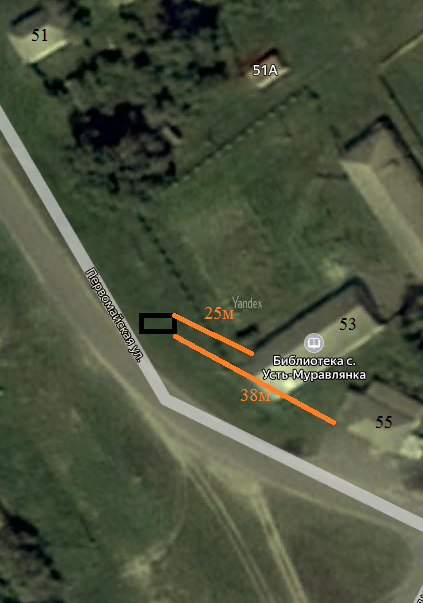 51
51А
Первомайская ул.
Yandex
25м
53
Библиотека с.
Усть-Муравлянка
38м
55